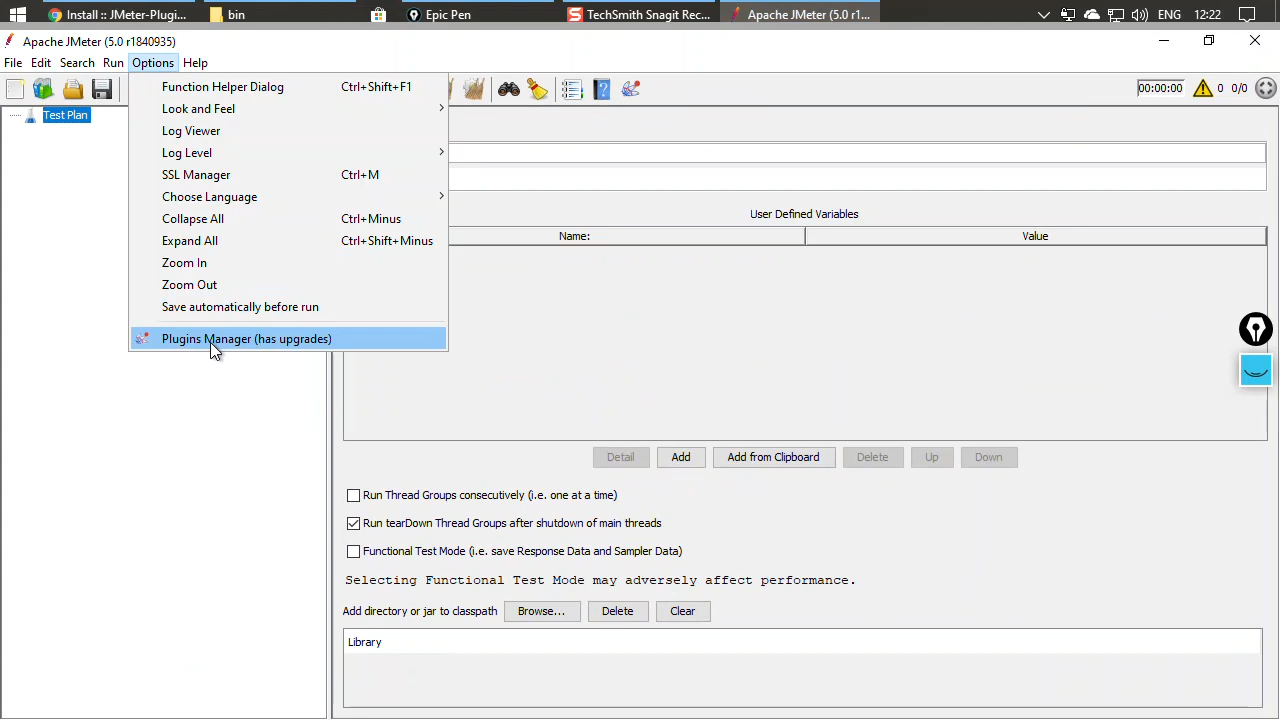 Install :: JMeter-Plugi...
bin
Epic Pen
TechSmith Snagit Rec...
Apache JMeter (5.0 r1...
ENG
12:22
Apache JMeter (5.0 r1840935)
File Edit Search Run Options Help
00:00:00
0 0/0
Function Helper Dialog Ctrl+Shift+F1
Look and Feel
Log Viewer
Log Level
SSL Manager Ctrl+M
Choose Language
Collapse All Ctrl+Minus
Expand All Ctrl+Shift+Minus
Zoom In
Zoom Out
Save automatically before run
Plugins Manager (has upgrades)
Test Plan
User Defined Variables
Name: Value
Detail Add Add from Clipboard Delete Up Down
Run Thread Groups consecutively (i.e. one at a time)
Run tearDown Thread Groups after shutdown of main threads
Functional Test Mode (i.e. save Response Data and Sampler Data)
Selecting Functional Test Mode may adversely affect performance.
Add directory or jar to classpath Browse... Delete Clear
Library